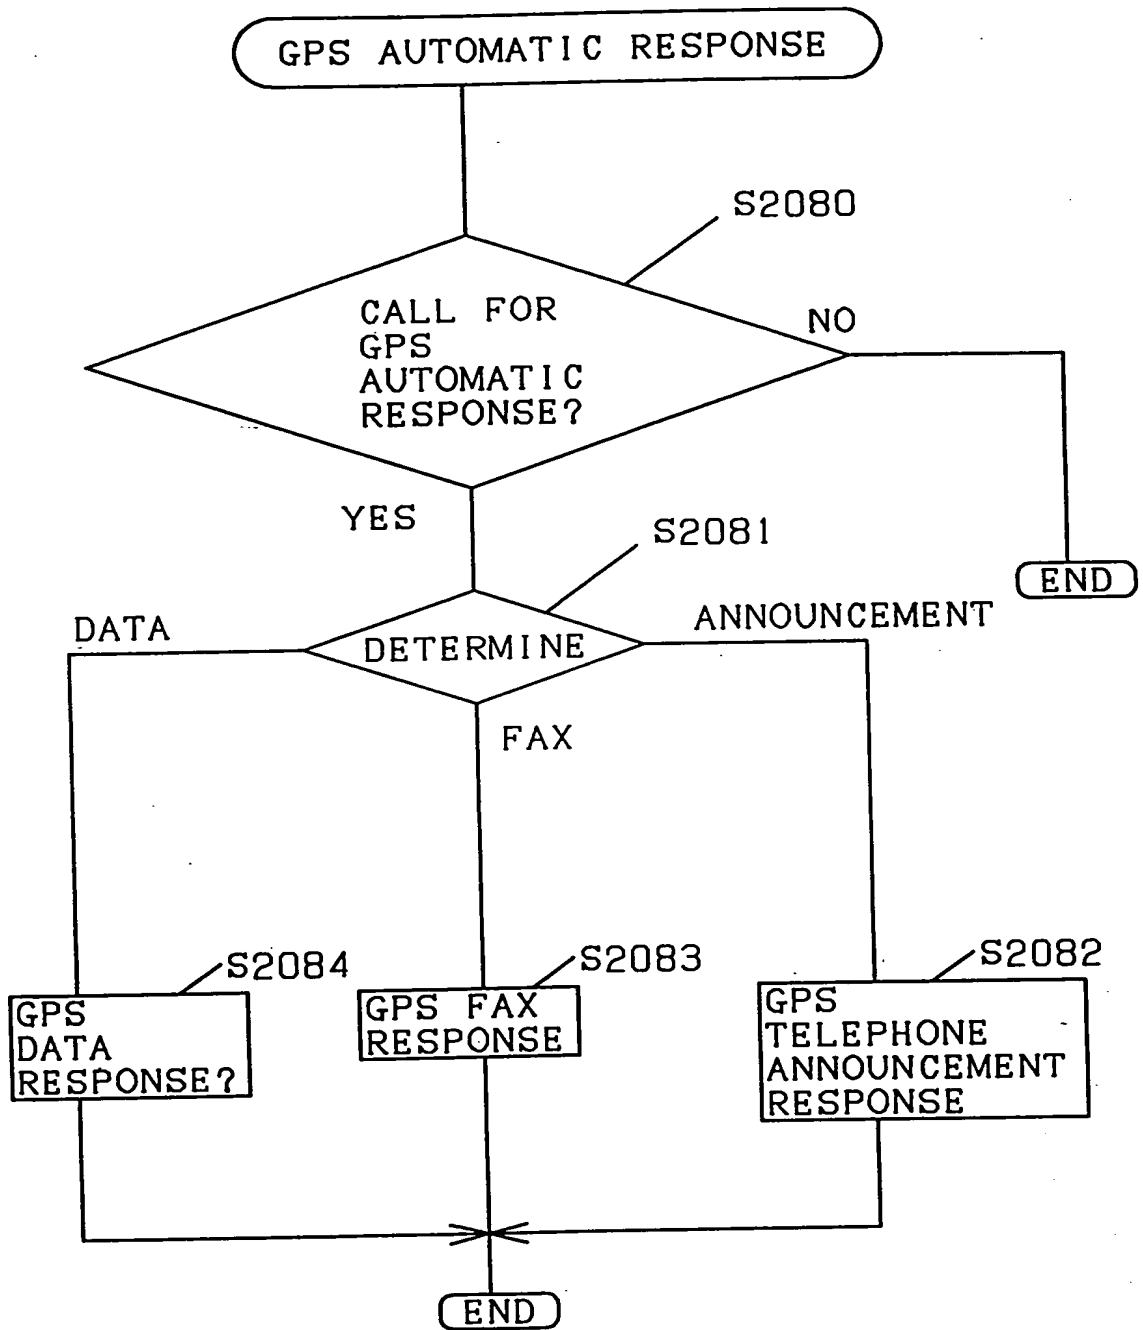 GPS AUTOMATIC RESPONSE
S2080
CALL FOR
GPS
AUTOMATIC
RESPONSE?
NO
YES
S2081
END
DATA
DETERMINE
ANNOUNCEMENT
FAX
S2084
S2083
S2082
GPS
DATA
RESPONSE?
GPS FAX
RESPONSE
GPS
TELEPHONE
ANNOUNCEMENT
RESPONSE
END